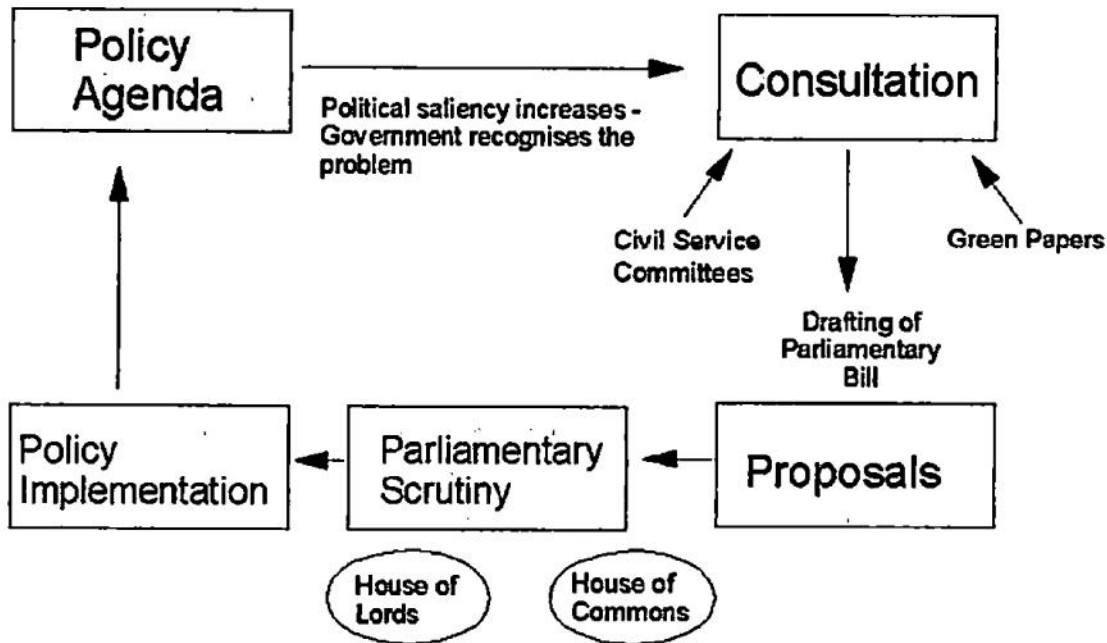 Policy
Agenda
Political saliency increases -
Government recognises the
problem
Consultation
Civil Service
Committees
Green Papers
Drafting of
Parliamentary
Bill
Policy
Implementation
Parliamentary
Scrutiny
Proposals
House of
Lords
House of
Commons